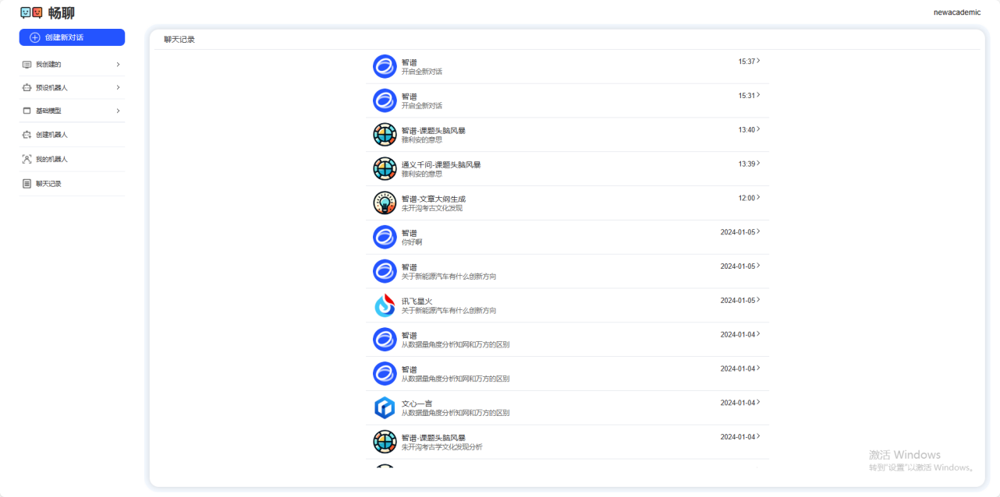 畅聊
newacademic
创建新对话
我创建的
预设机器人
基础模型
创建机器人
我的机器人
聊天记录
聊天记录
智谱
开启全新对话
15:37
智谱
开启全新对话
15:31
智谱-课题头脑风暴
雅利安的意思
13:40
通义千问-课题头脑风暴
雅利安的意思
13:39
智谱-文章大纲生成
朱开沟考古文化发现
12:00
智谱
你好啊
2024-01-05
智谱
关于新能源汽车有什么创新方向
2024-01-05
讯飞星火
关于新能源汽车有什么创新方向
2024-01-05
智谱
从数据量角度分析知网和万方的区别
2024-01-04
智谱
从数据量角度分析知网和万方的区别
2024-01-04
文心一言
从数据量角度分析知网和万方的区别
2024-01-04
智谱-课题头脑风暴
朱开沟考古学文化发现分析
2024-01-04
激活 Windows
转到"设置"以激活 Windows。